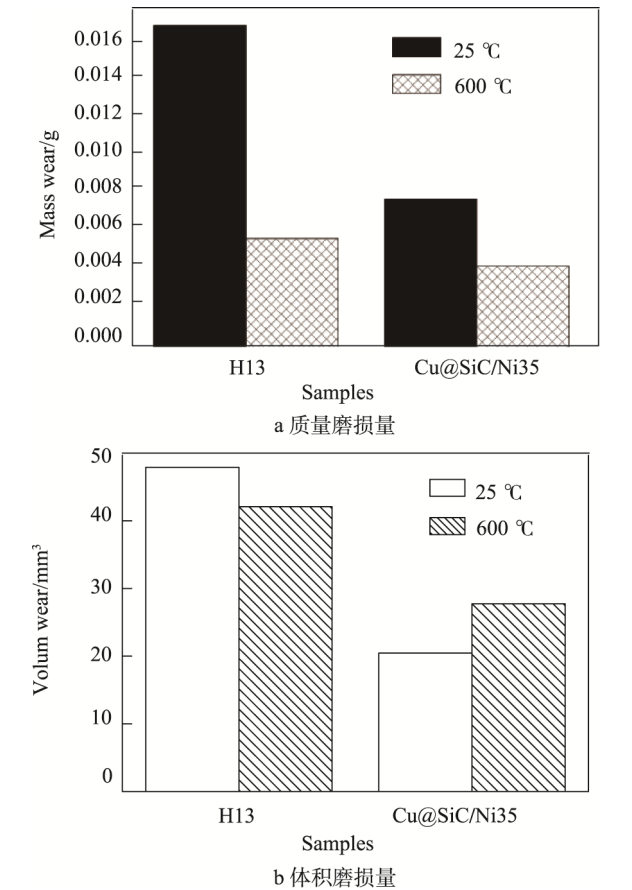 0.016
0.014
0.012
0.010
0.008
0.006
0.004
0.002
0.000
Mass wear/g
25 ℃
600 ℃
H13 Cu@SiC/Ni35
Samples
a 质量磨损量
50
40
30
20
10
0
Volum wear/mm³
25 ℃
600 ℃
H13 Cu@SiC/Ni35
Samples
b 体积磨损量